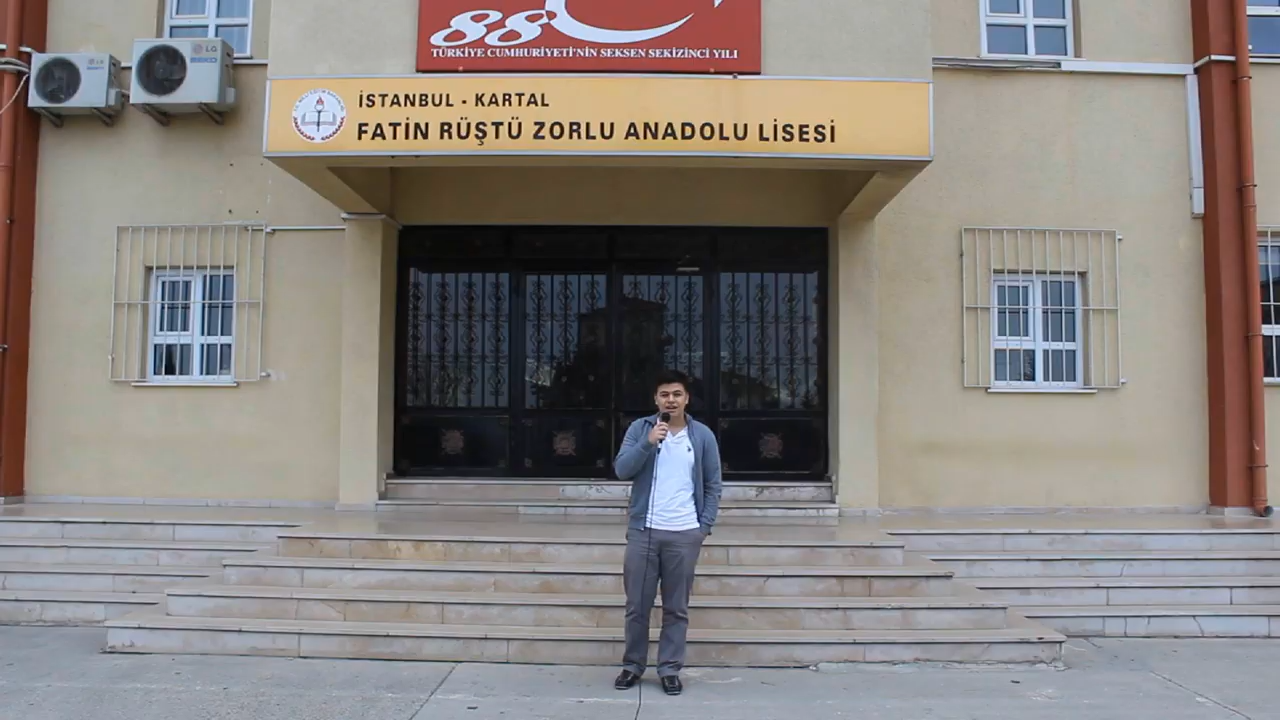 88
TÜRKİYE CUMHURİYETİ'NİN SEKSEN SEKİZİNCİ YILI
İSTANBUL - KARTAL
FATİN RÜŞTÜ ZORLU ANADOLU LİSESİ
LG
LG